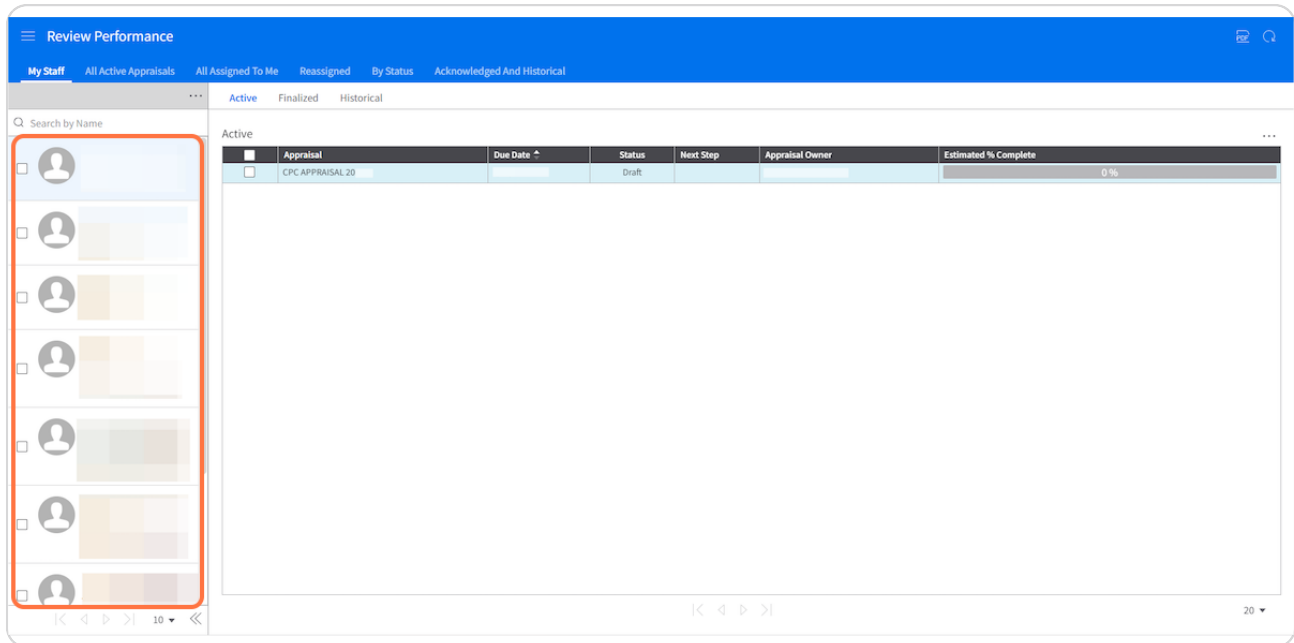 Review Performance
PDF
My Staff All Active Appraisals All Assigned To Me Reassigned By Status Acknowledged And Historical
... Active Finalized Historical
Search by Name
Active ...
Appraisal Due Date Status Next Step Appraisal Owner Estimated % Complete
CPC APPRAISAL 20 Draft 0 %
10
20